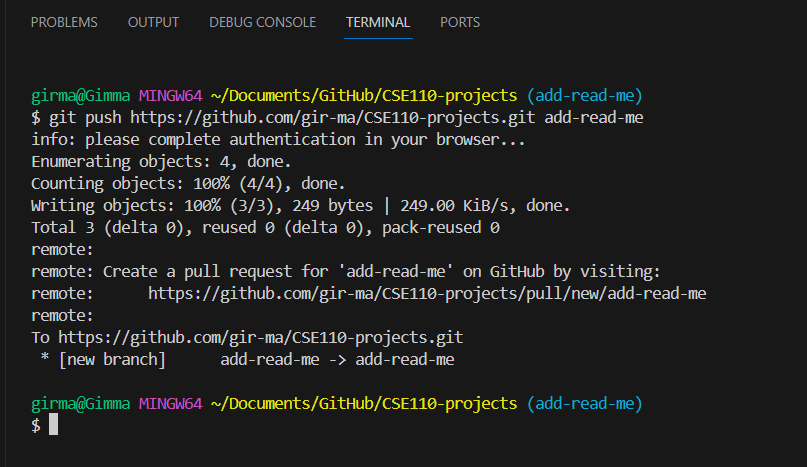 PROBLEMS OUTPUT DEBUG CONSOLE TERMINAL PORTS
girma@Gimma MINGW64 ~/Documents/GitHub/CSE110-projects (add-read-me)
$ git push https://github.com/gir-ma/CSE110-projects.git add-read-me
info: please complete authentication in your browser...
Enumerating objects: 4, done.
Counting objects: 100% (4/4), done.
Writing objects: 100% (3/3), 249 bytes | 249.00 KiB/s, done.
Total 3 (delta 0), reused 0 (delta 0), pack-reused 0
remote:
remote: Create a pull request for 'add-read-me' on GitHub by visiting:
remote:      https://github.com/gir-ma/CSE110-projects/pull/new/add-read-me
remote:
To https://github.com/gir-ma/CSE110-projects.git
 * [new branch]      add-read-me -> add-read-me
girma@Gimma MINGW64 ~/Documents/GitHub/CSE110-projects (add-read-me)
$